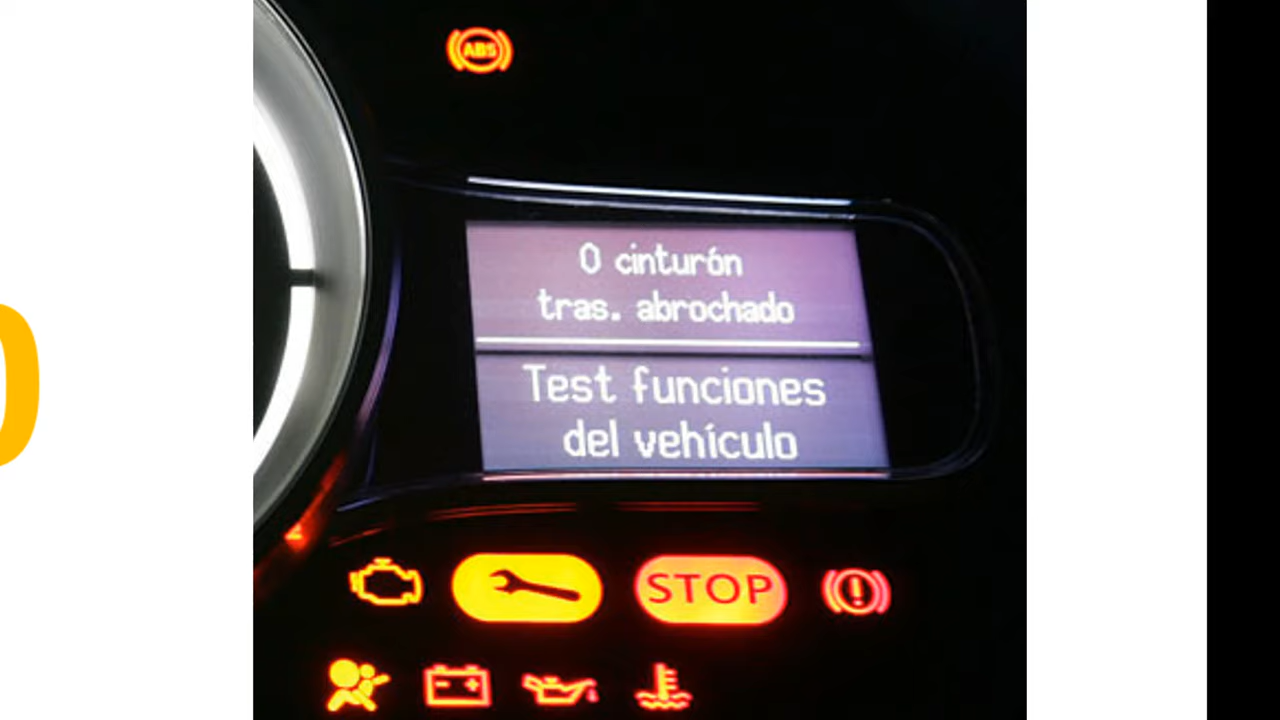 ABS
0 cinturón
tras. abrochado
Test funciones
del vehículo
STOP